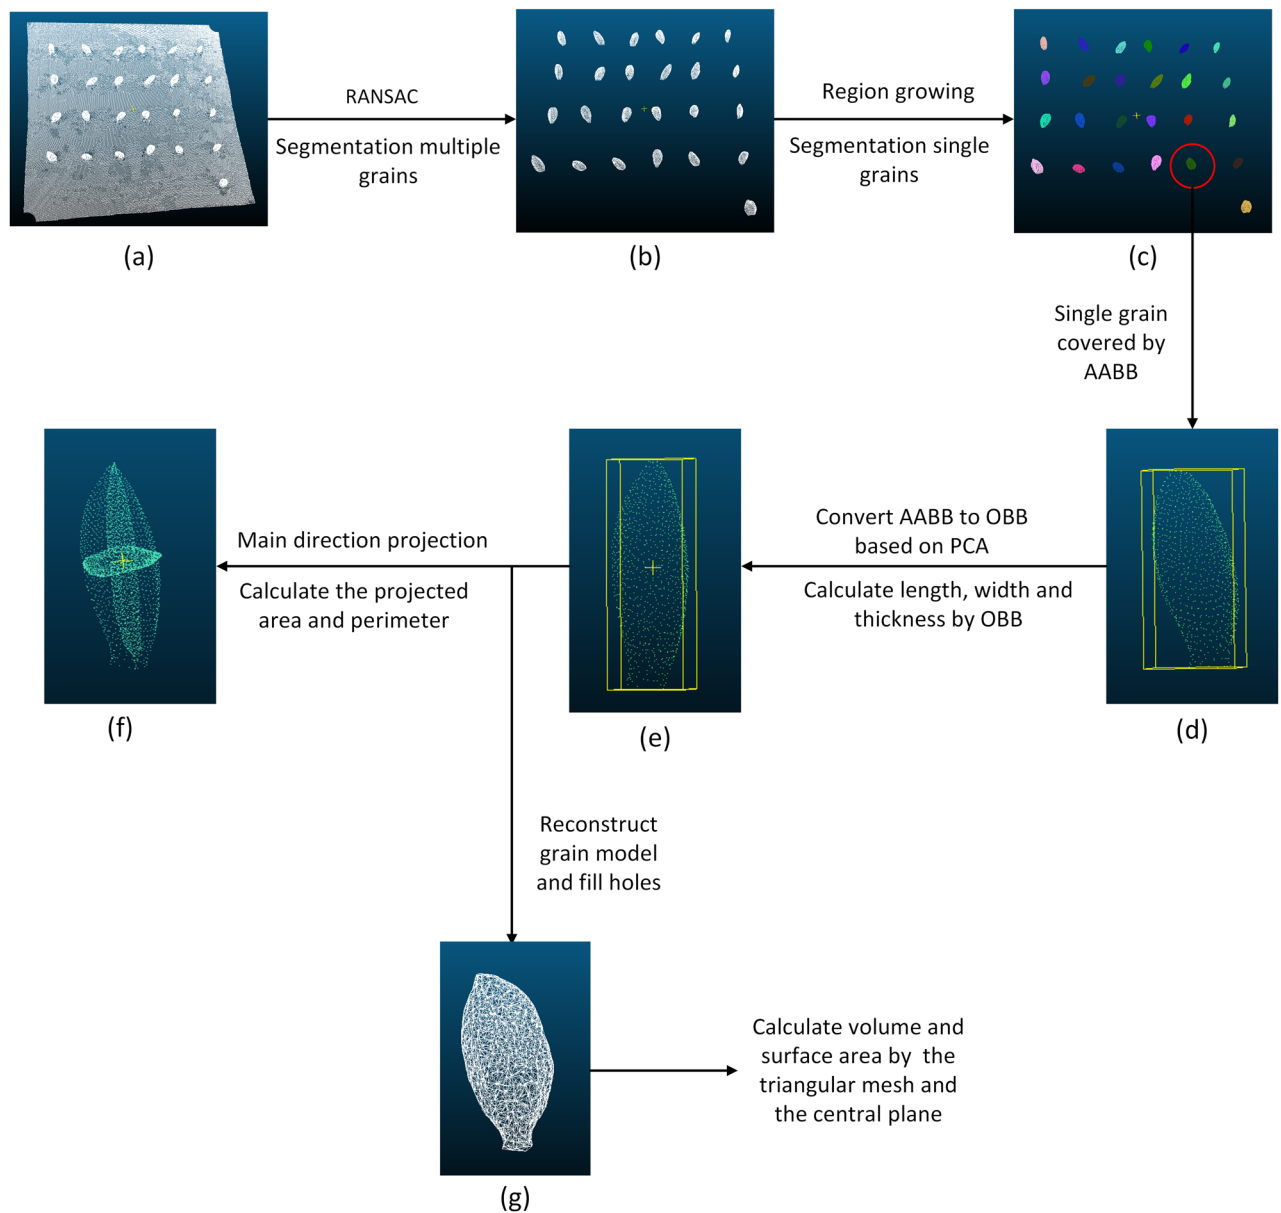 RANSAC
Segmentation multiple
grains
Region growing
Segmentation single
grains
(a)
(b)
(c)
Single grain
covered by
AABB
Convert AABB to OBB
based on PCA
Calculate length, width and
thickness by OBB
Main direction projection
Calculate the projected
area and perimeter
(f)
(e)
(d)
Reconstruct
grain model
and fill holes
Calculate volume and
surface area by  the
triangular mesh and
the central plane
(g)